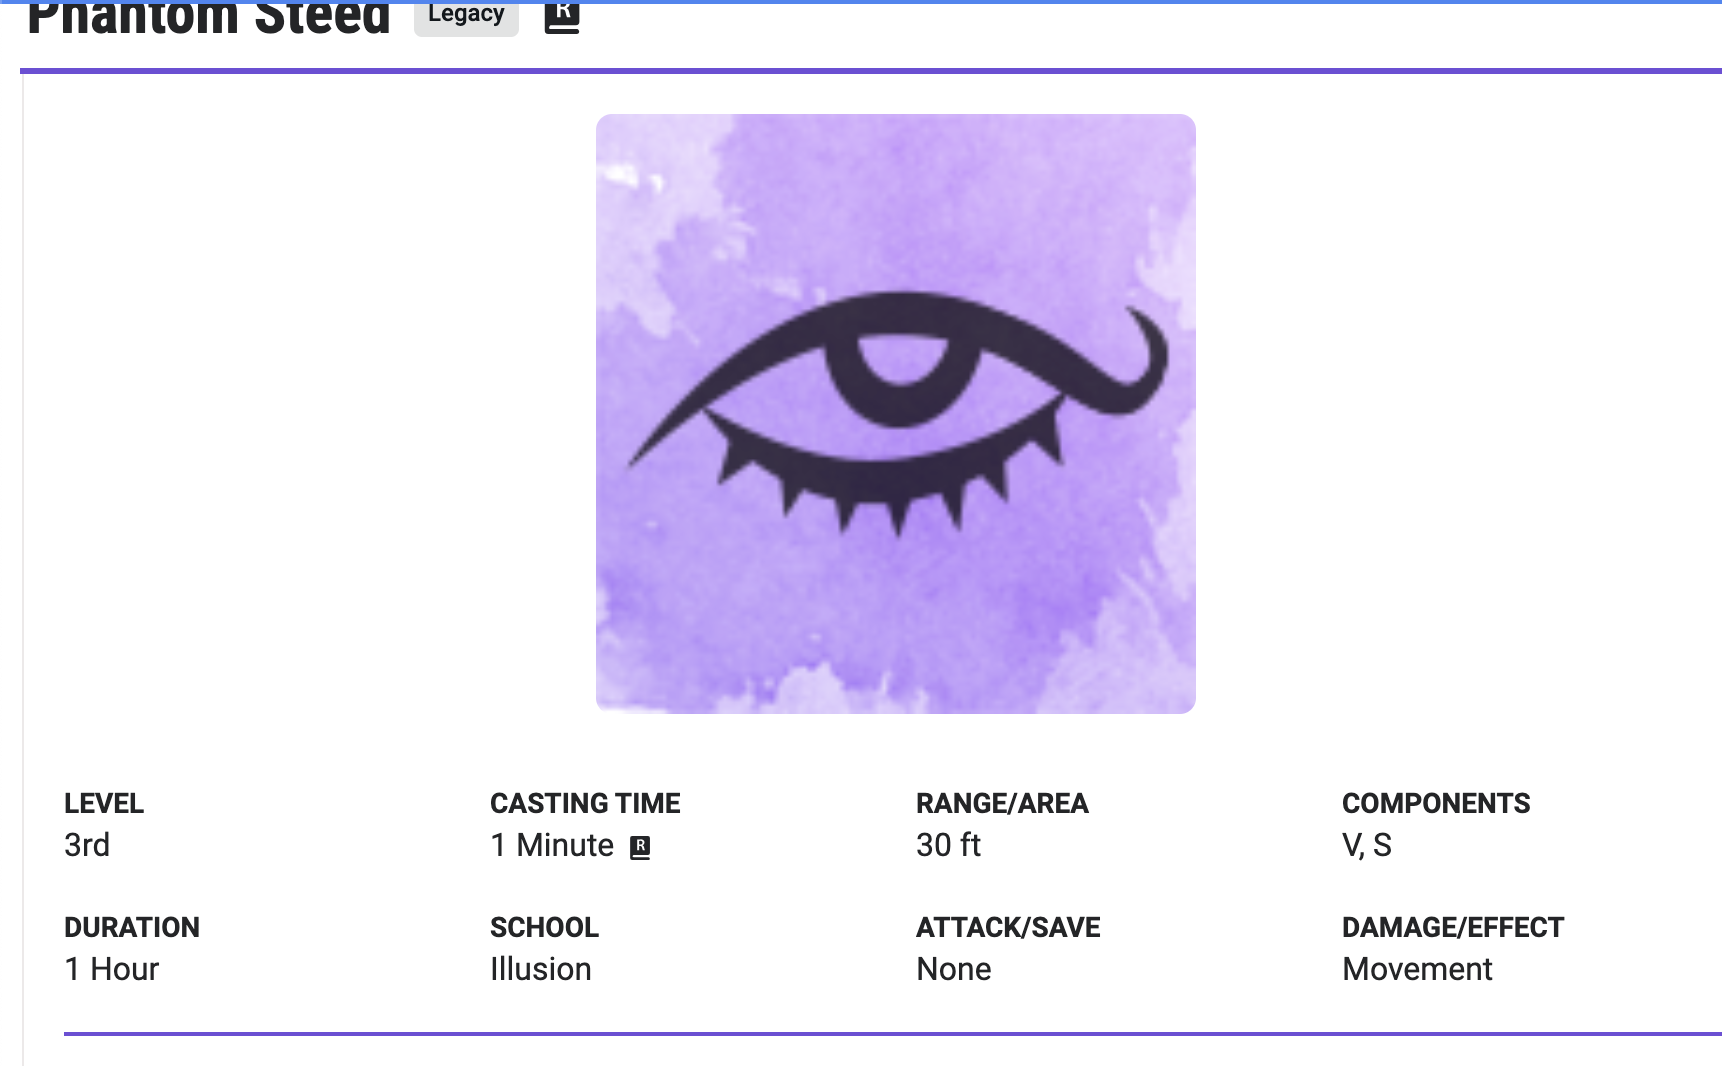 Phantom Steed Legacy R
LEVEL CASTING TIME RANGE/AREA COMPONENTS
3rd 1 Minute R 30 ft V, S
DURATION SCHOOL ATTACK/SAVE DAMAGE/EFFECT
1 Hour Illusion None Movement